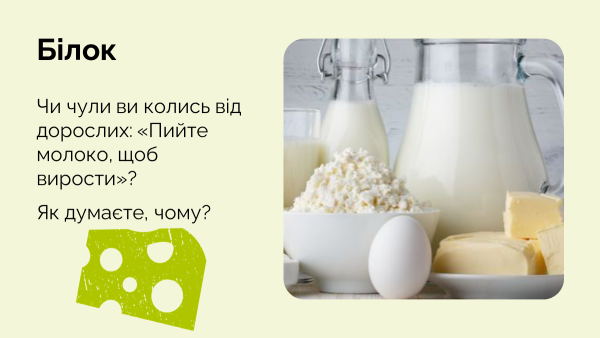 Білок
Чи чули ви колись від
дорослих: «Пийте
молоко, щоб
вирости»?
Як думаєте, чому?